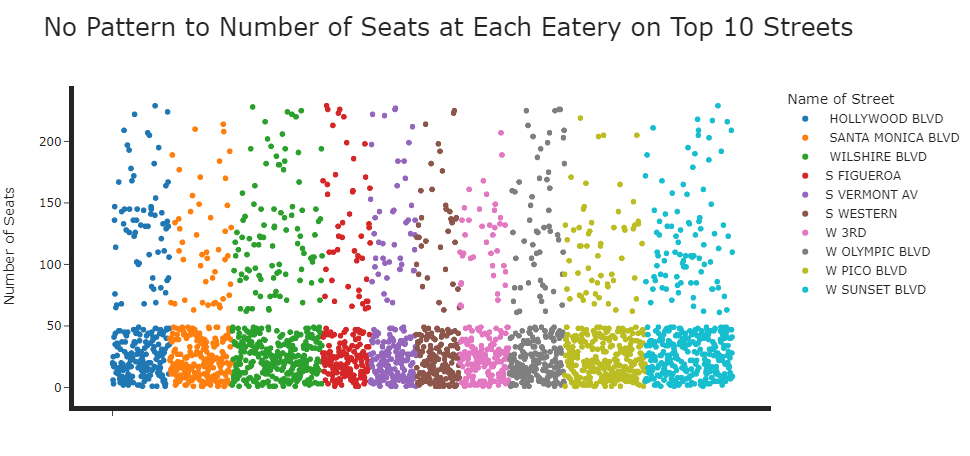 No Pattern to Number of Seats at Each Eatery on Top 10 Streets
Number of Seats
200
150
100
50
0
Name of Street
HOLLYWOOD BLVD
SANTA MONICA BLVD
WILSHIRE BLVD
S FIGUEROA
S VERMONT AV
S WESTERN
W 3RD
W OLYMPIC BLVD
W PICO BLVD
W SUNSET BLVD